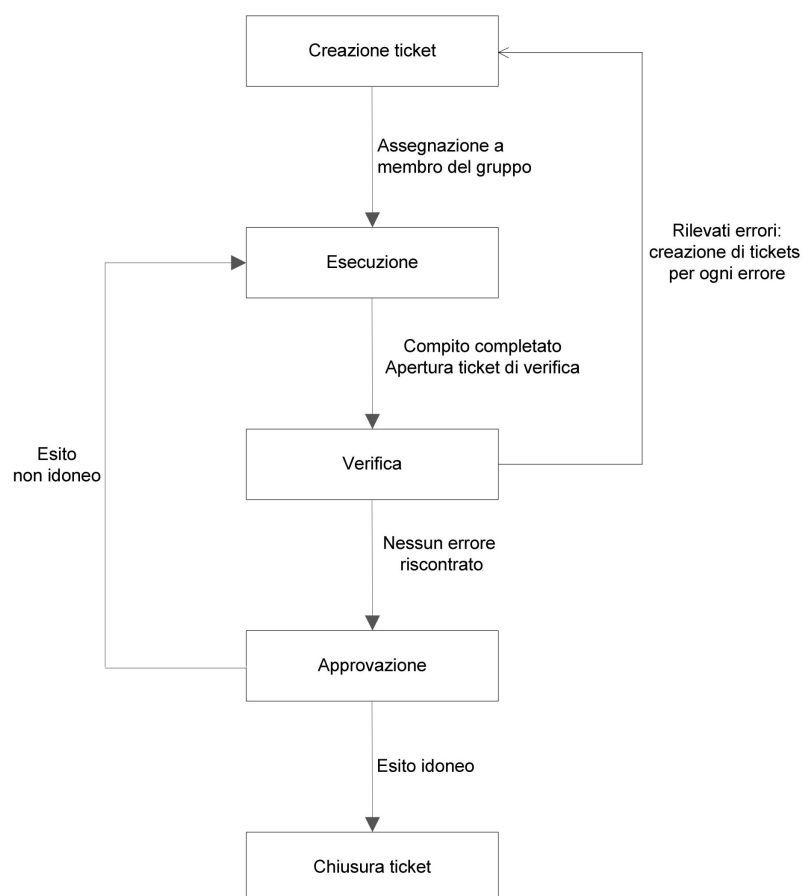 Creazione ticket
Assegnazione a
membro del gruppo
Rilevati errori:
creazione di tickets
per ogni errore
Esecuzione
Compito completato
Apertura ticket di verifica
Esito
non idoneo
Verifica
Nessun errore
riscontrato
Approvazione
Esito idoneo
Chiusura ticket